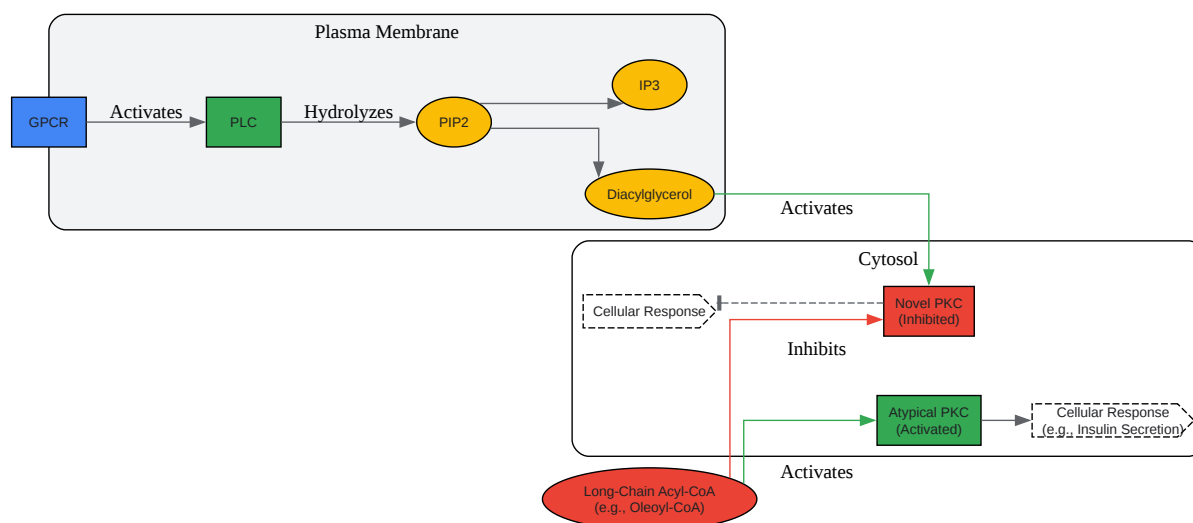 Plasma Membrane
IP3
GPCR
Activates
PLC
Hydrolyzes
PIP2
Diacylglycerol
Activates
Cytosol
Cellular Response
Novel PKC
(Inhibited)
Inhibits
Atypical PKC
(Activated)
Cellular Response
(e.g., Insulin Secretion)
Activates
Long-Chain Acyl-CoA
(e.g., Oleoyl-CoA)